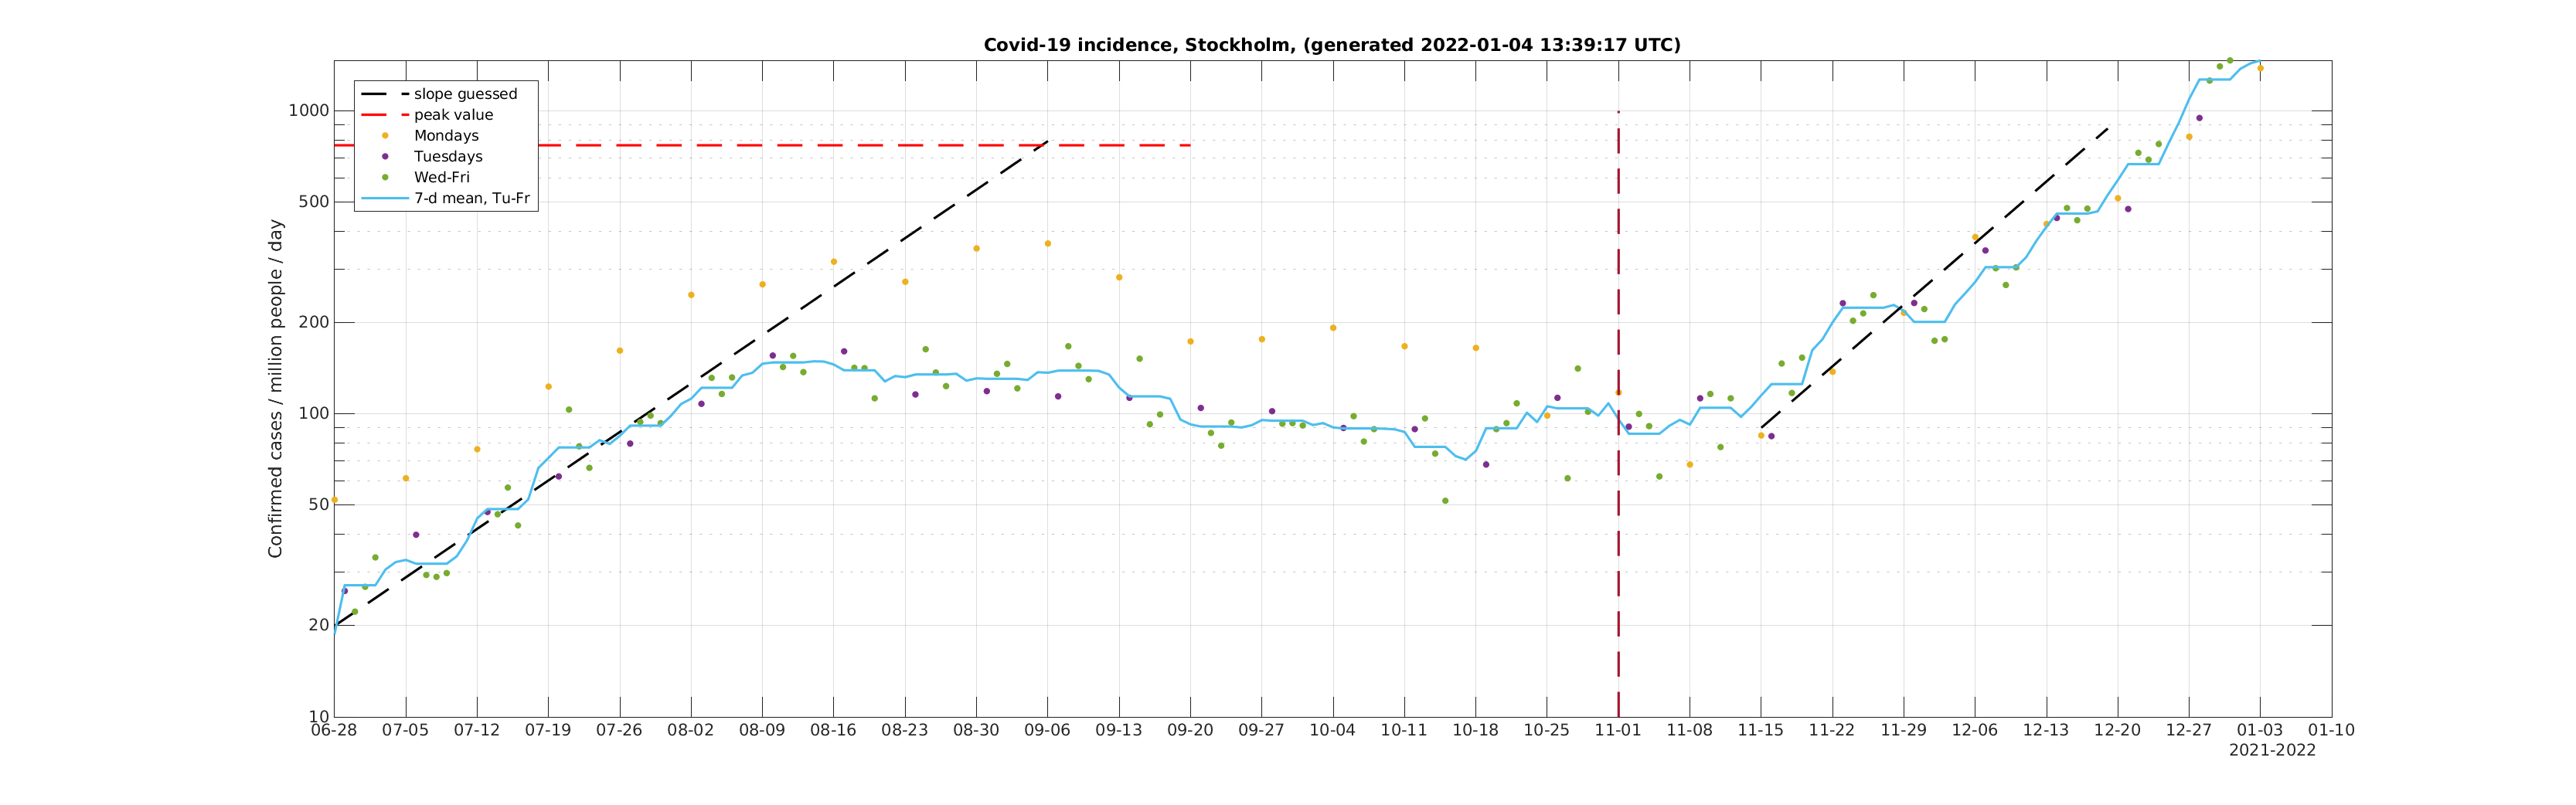 Covid-19 incidence, Stockholm, (generated 2022-01-04 13:39:17 UTC)
slope guessed
peak value
Mondays
Tuesdays
Wed-Fri
7-d mean, Tu-Fr
Confirmed cases / million people / day
1000
500
200
100
50
20
10
06-28 07-05 07-12 07-19 07-26 08-02 08-09 08-16 08-23 08-30 09-06 09-13 09-20 09-27 10-04 10-11 10-18 10-25 11-01 11-08 11-15 11-22 11-29 12-06 12-13 12-20 12-27 01-03 01-10
2021-2022